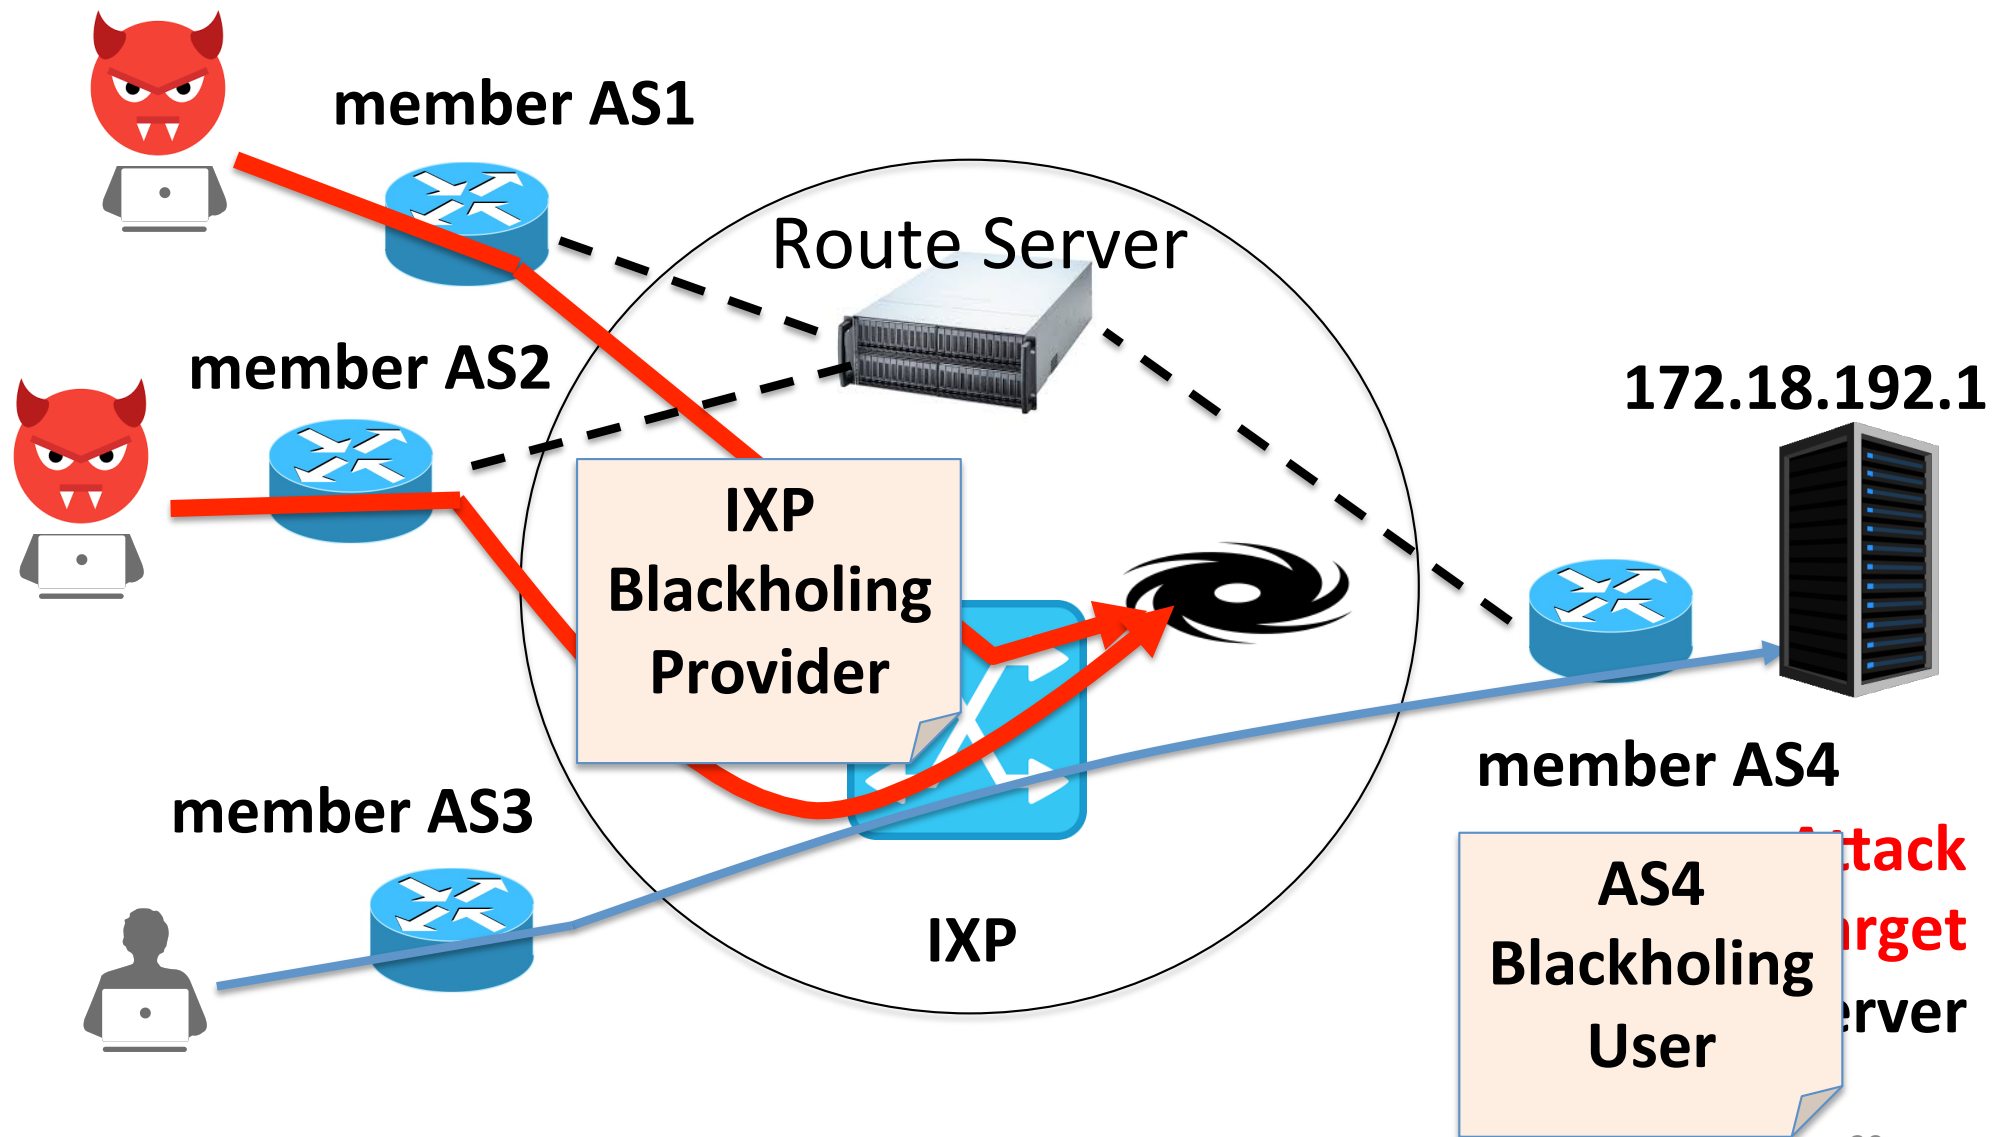 member AS1
Route Server
member AS2
172.18.192.1
IXP
Blackholing
Provider
member AS4
member AS3
AS4
Blackholing
User
IXP